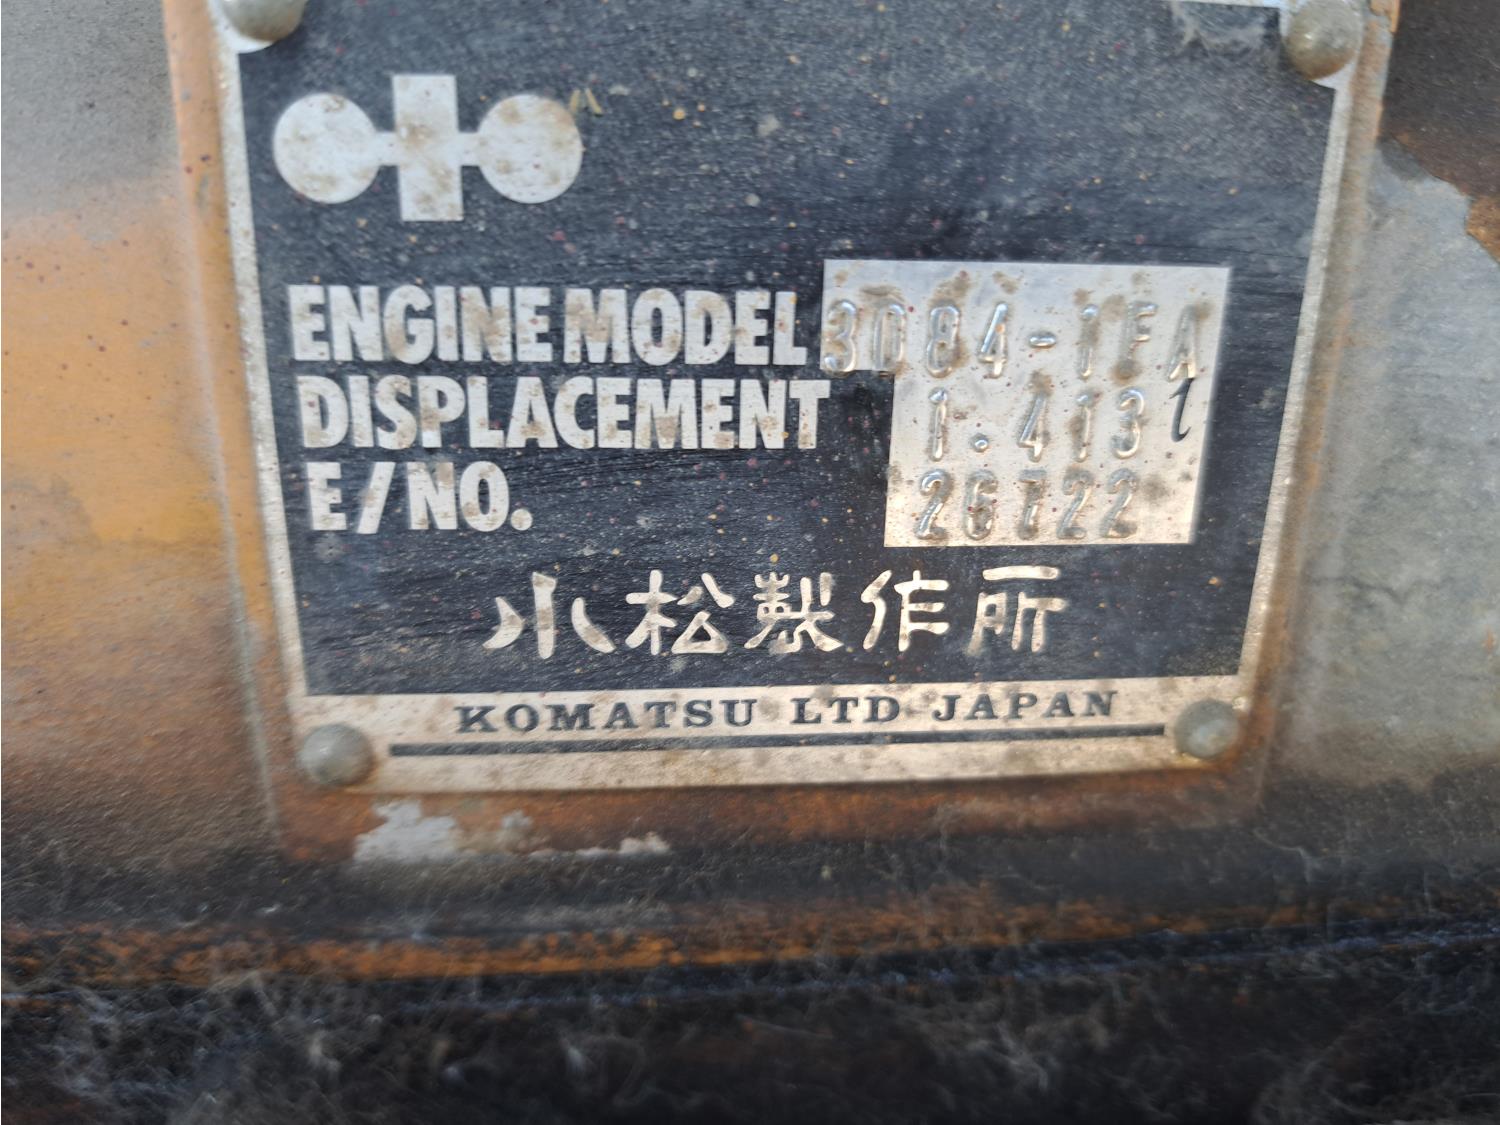 ENGINE MODEL 3D84-1FA
DISPLACEMENT 1.413 ℓ
E/NO. 26722
小松製作所
KOMATSU LTD JAPAN